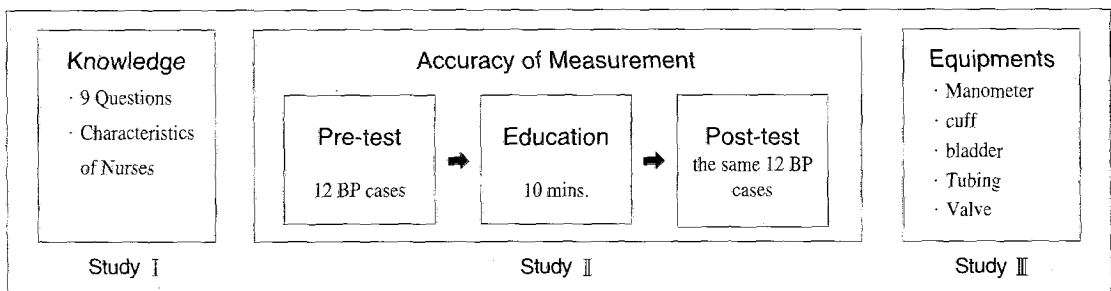 Knowledge
· 9 Questions
· Characteristics
of Nurses
Study Ⅰ
Accuracy of Measurement
Pre-test
12 BP cases
Education
10 mins.
Post-test
the same 12 BP
cases
Study Ⅱ
Equipments
· Manometer
· cuff
· bladder
· Tubing
· Valve
Study Ⅲ